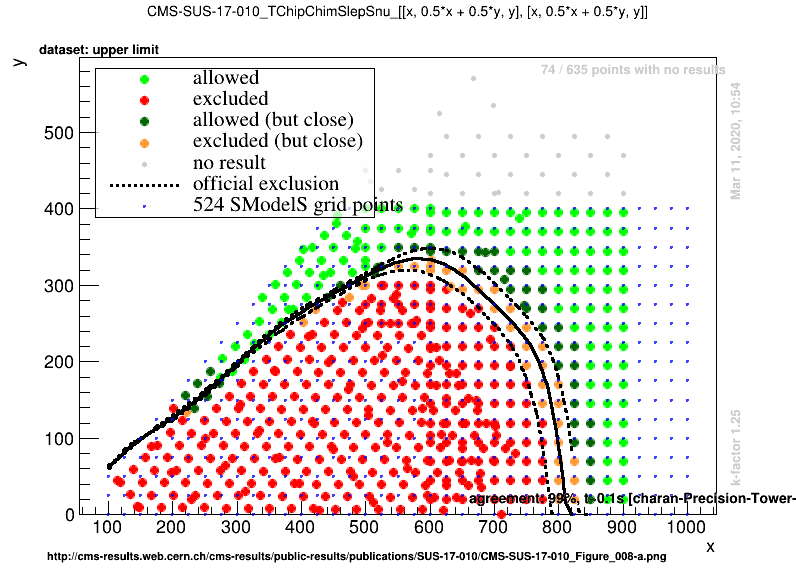 CMS-SUS-17-010_TChipChimSlepSnu_[[x, 0.5*x + 0.5*y, y], [x, 0.5*x + 0.5*y, y]]
dataset: upper limit
y
74 / 635 points with no results
allowed
excluded
allowed (but close)
excluded (but close)
no result
official exclusion
524 SModelS grid points
Mar 11, 2020, 10:54
k-factor 1.25
500
400
300
200
100
0
agreement: 99%, t=0.1s [charan-Precision-Tower-
100 200 300 400 500 600 700 800 900 1000
x
http://cms-results.web.cern.ch/cms-results/public-results/publications/SUS-17-010/CMS-SUS-17-010_Figure_008-a.png